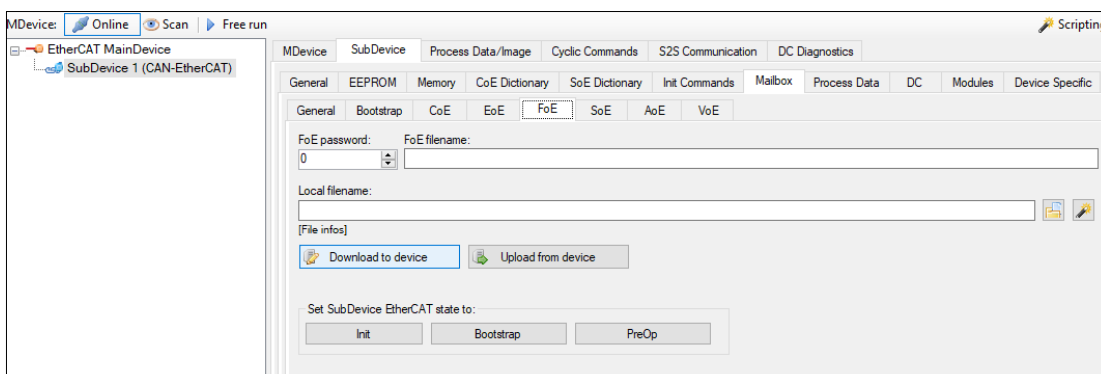 MDevice: Online Scan Free run Scripting
EtherCAT MainDevice
SubDevice 1 (CAN-EtherCAT)
MDevice SubDevice Process Data/Image Cyclic Commands S2S Communication DC Diagnostics
General EEPROM Memory CoE Dictionary SoE Dictionary Init Commands Mailbox Process Data DC Modules Device Specific
General Bootstrap CoE EoE FoE SoE AoE VoE
FoE password: FoE filename:
0
Local filename:
[File infos]
Download to device Upload from device
Set SubDevice EtherCAT state to:
Init Bootstrap PreOp